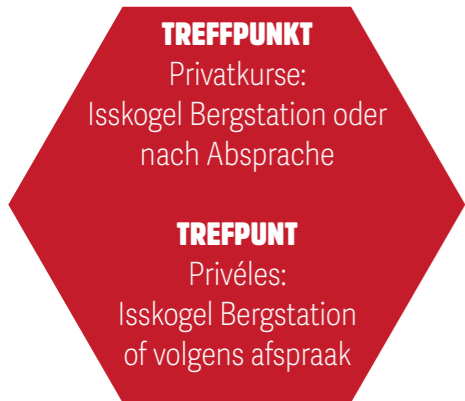 TREFFPUNKT
Privatkurse:
Isskogel Bergstation oder
nach Absprache
TREFPUNT
Privéles:
Isskogel Bergstation
of volgens afspraak